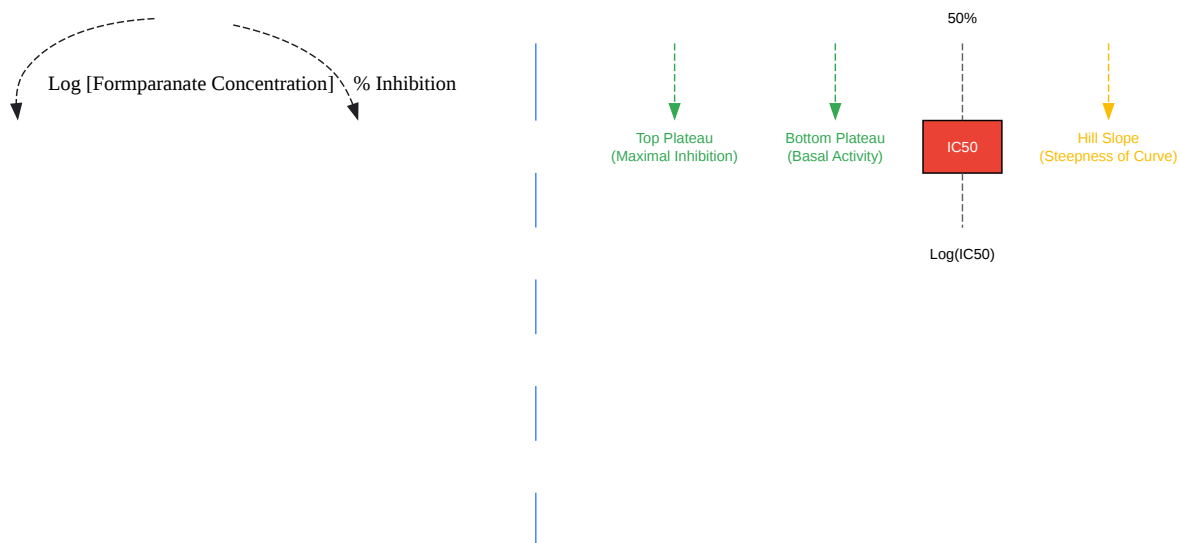 50%
Log [Formparanate Concentration]
% Inhibition
Top Plateau
(Maximal Inhibition)
Bottom Plateau
(Basal Activity)
IC50
Hill Slope
(Steepness of Curve)
Log(IC50)